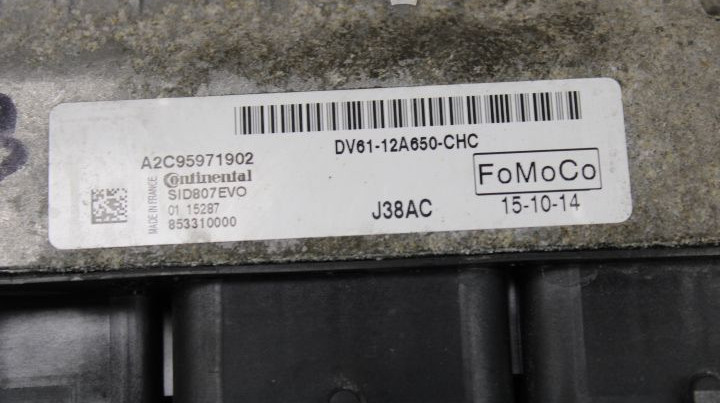 DV61-12A650-CHC
A2C95971902
Continental
SID807EVO
01 15287
853310000
MADE IN FRANCE
J38AC
FoMoCo
15-10-14